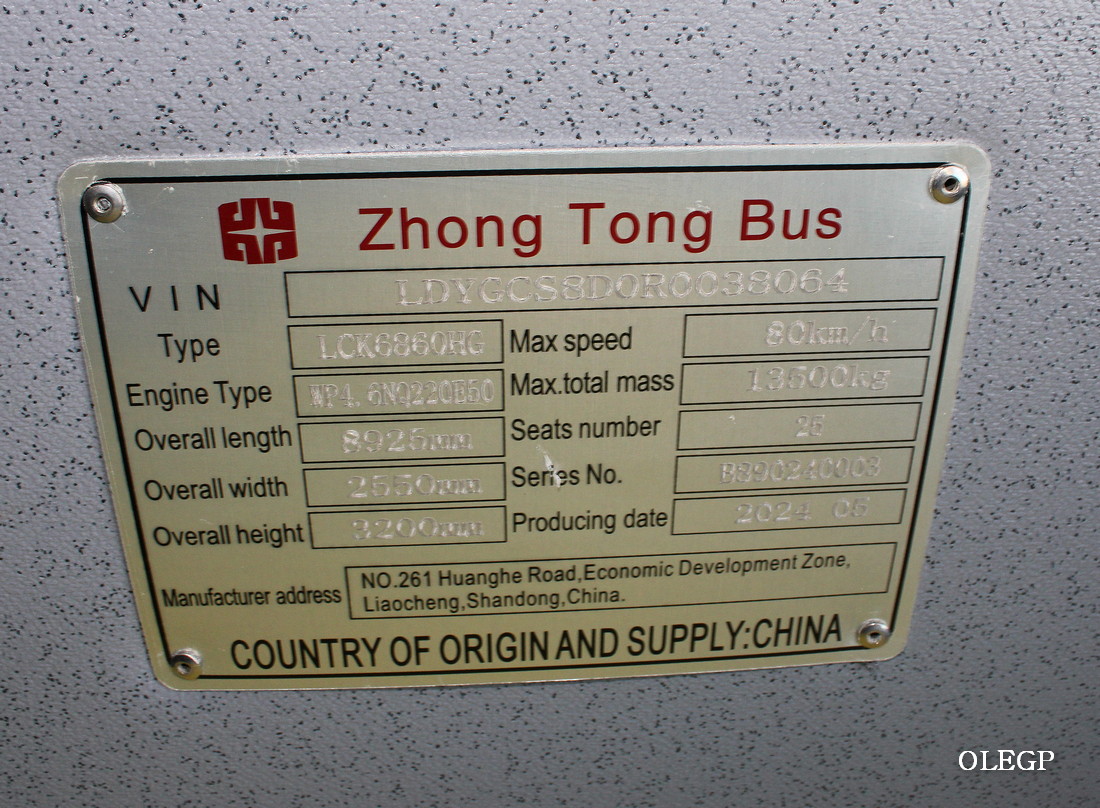 Zhong Tong Bus
VIN LDYGCS8D0R0038064
Type LCK6860HG Max speed 80km/h
Engine Type WP4.6NQ220E50 Max.total mass 13500kg
Overall length 8925mm Seats number 25
Overall width 2550mm Series No. B890240003
Overall height 3200mm Producing date 2024 05
Manufacturer address NO.261 Huanghe Road,Economic Development Zone,
Liaocheng,Shandong,China.
COUNTRY OF ORIGIN AND SUPPLY:CHINA
OLEGP